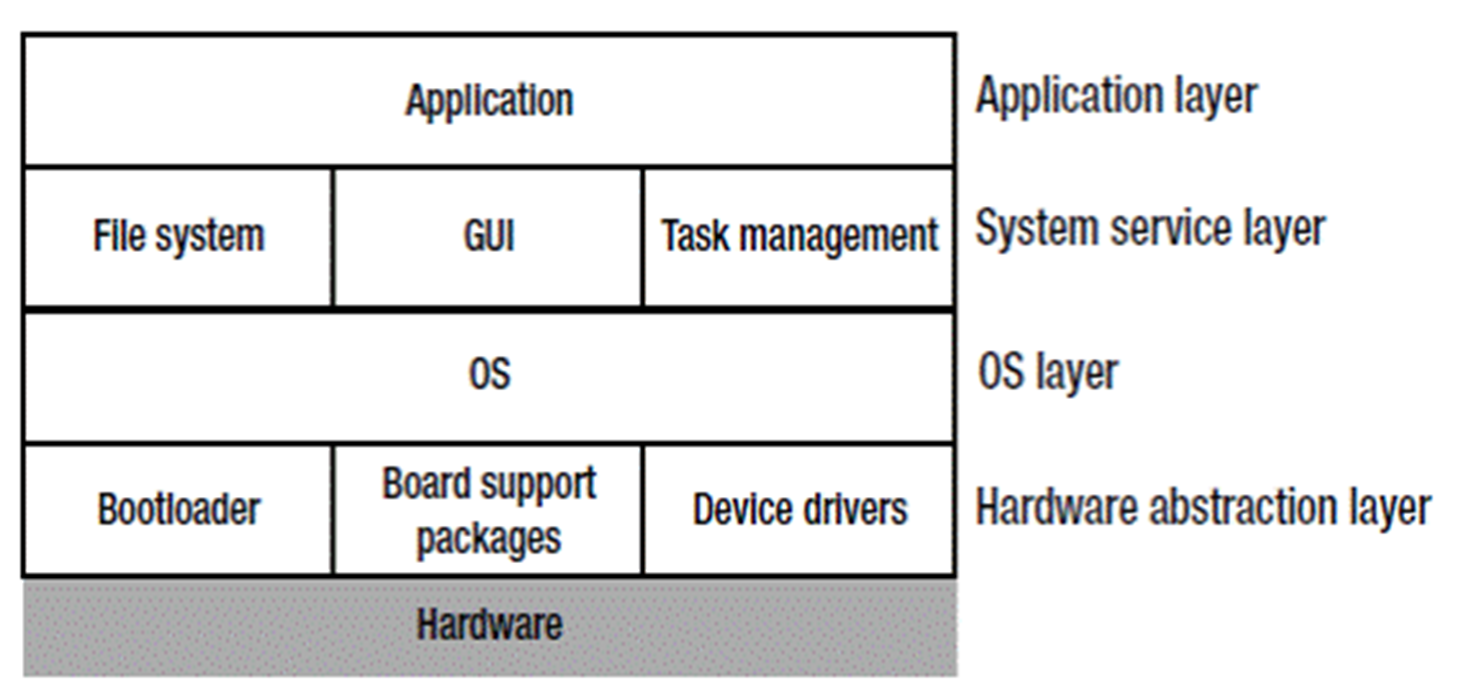 Application
Application layer
File system
GUI
Task management
System service layer
OS
OS layer
Bootloader
Board support
packages
Device drivers
Hardware abstraction layer
Hardware